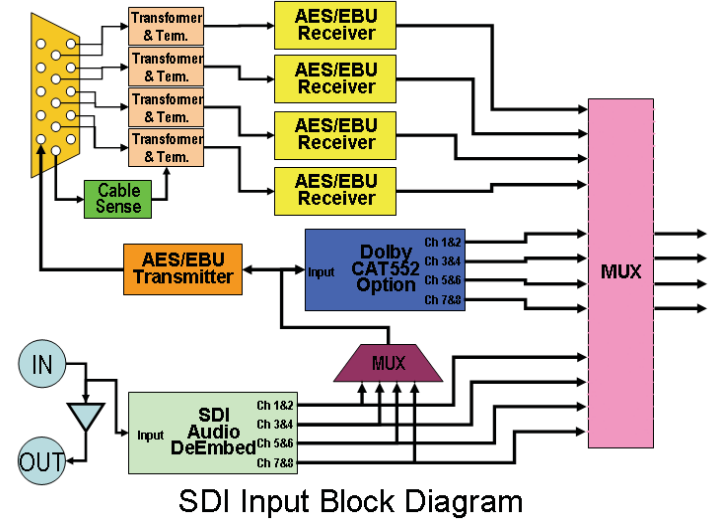 Transformer
& Term.
AES/EBU
Receiver
Transformer
& Term.
AES/EBU
Receiver
Transformer
& Term.
AES/EBU
Receiver
Transformer
& Term.
AES/EBU
Receiver
Cable
Sense
AES/EBU
Transmitter
Input
Dolby
CAT552
Option
Ch 1&2
Ch 3&4
Ch 5&6
Ch 7&8
MUX
MUX
IN
OUT
Input
SDI
Audio
DeEmbed
Ch 1&2
Ch 3&4
Ch 5&6
Ch 7&8
SDI Input Block Diagram